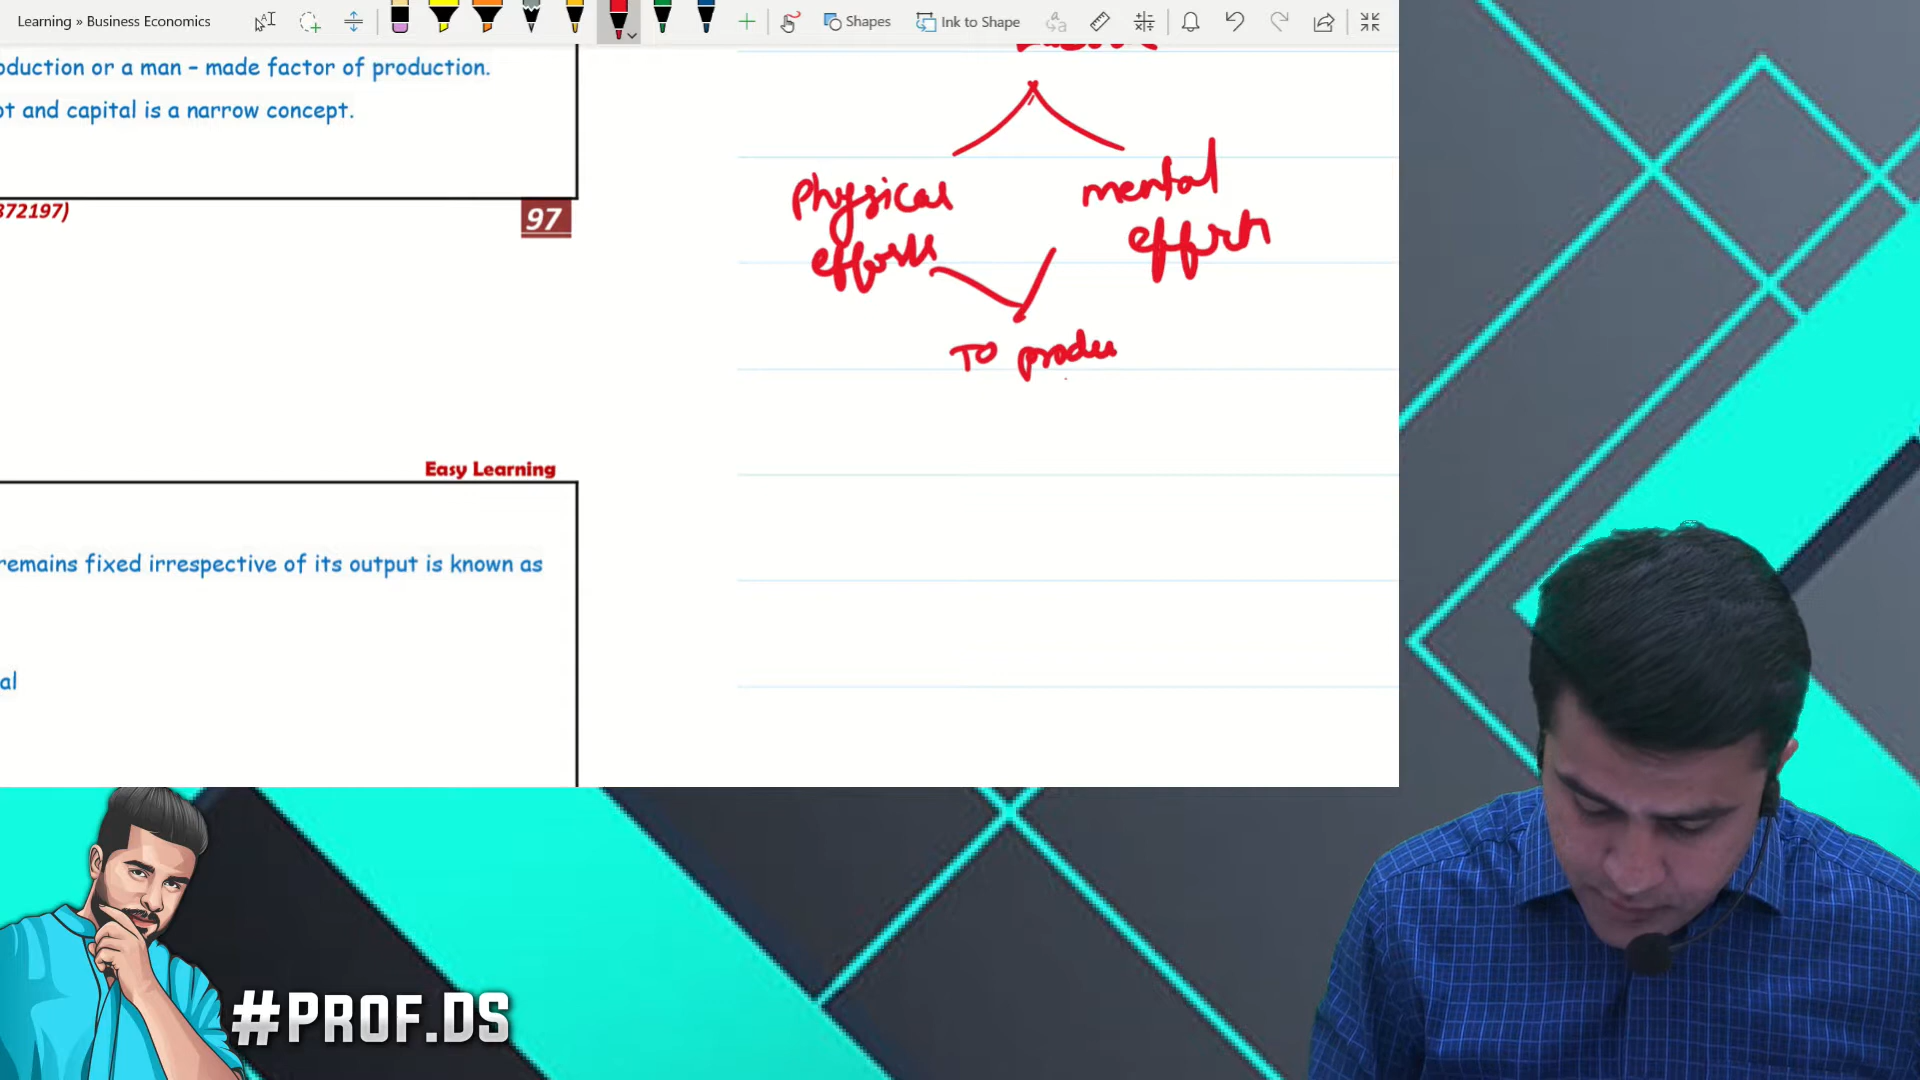 Learning » Business Economics
Shapes
Ink to Shape
oduction or a man – made factor of production.
ot and capital is a narrow concept.
372197)
97
Physical
efforts
mental
effort
To produ
Easy Learning
remains fixed irrespective of its output is known as
al
#PROF.DS